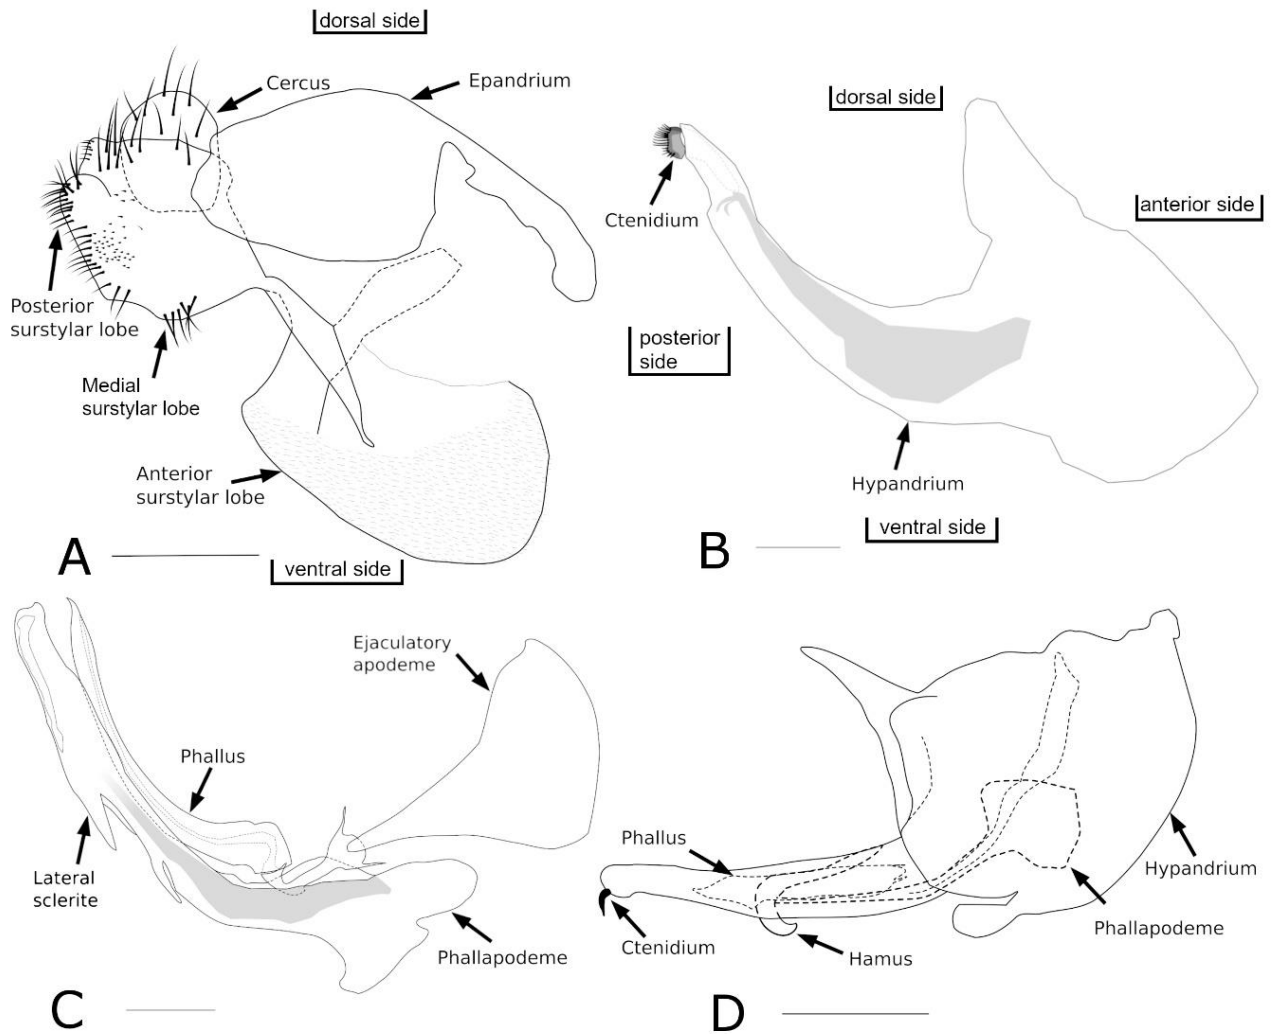 dorsal side
Cercus
Epandrium
Posterior
surstylar lobe
Medial
surstylar lobe
Anterior
surstylar lobe
A
ventral side
dorsal side
Ctenidium
anterior side
posterior
side
Hypandrium
B
ventral side
Ejaculatory
apodeme
Phallus
Lateral
sclerite
Phallapodeme
C
Phallus
Hypandrium
Phallapodeme
Ctenidium
Hamus
D